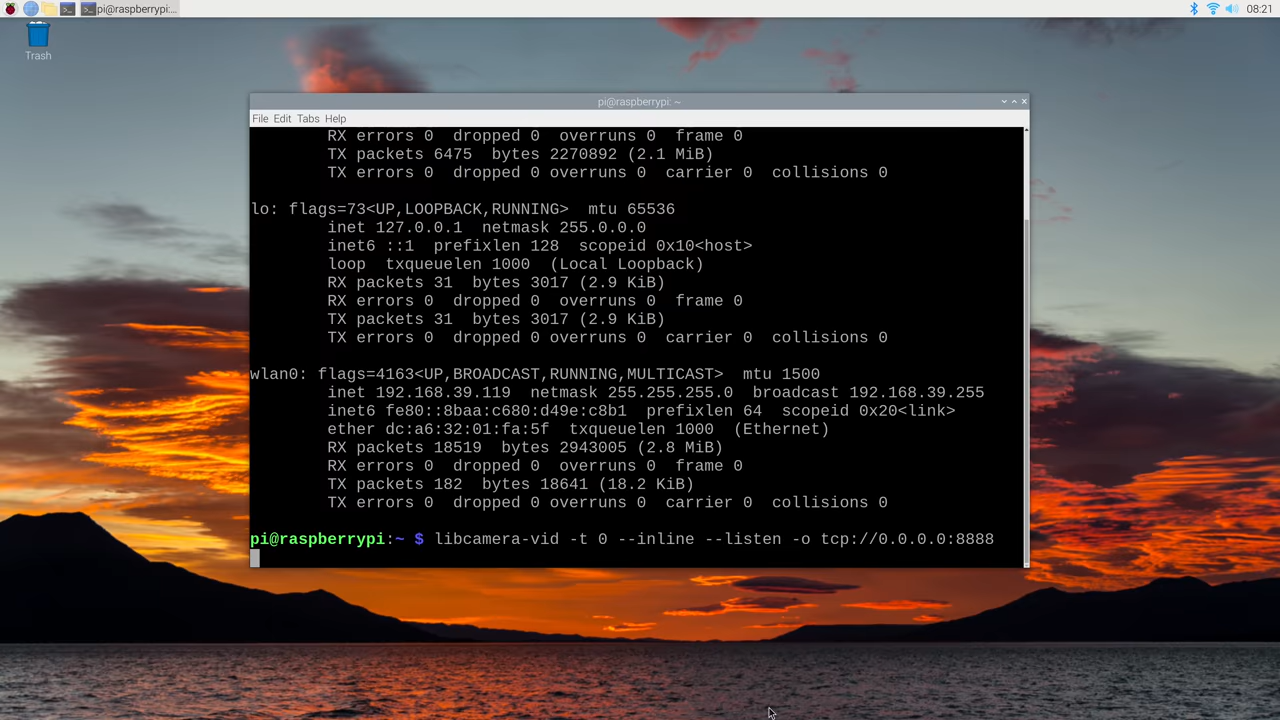 pi@raspberrypi:...
08:21
Trash
pi@raspberrypi: ~
File Edit Tabs Help
RX errors 0 dropped 0 overruns 0 frame 0
TX packets 6475 bytes 2270892 (2.1 MiB)
TX errors 0 dropped 0 overruns 0 carrier 0 collisions 0
lo: flags=73<UP,LOOPBACK,RUNNING> mtu 65536
inet 127.0.0.1 netmask 255.0.0.0
inet6 ::1 prefixlen 128 scopeid 0x10<host>
loop txqueuelen 1000 (Local Loopback)
RX packets 31 bytes 3017 (2.9 KiB)
RX errors 0 dropped 0 overruns 0 frame 0
TX packets 31 bytes 3017 (2.9 KiB)
TX errors 0 dropped 0 overruns 0 carrier 0 collisions 0
wlan0: flags=4163<UP,BROADCAST,RUNNING,MULTICAST> mtu 1500
inet 192.168.39.119 netmask 255.255.255.0 broadcast 192.168.39.255
inet6 fe80::8baa:c680:d49e:c8b1 prefixlen 64 scopeid 0x20<link>
ether dc:a6:32:01:fa:5f txqueuelen 1000 (Ethernet)
RX packets 18519 bytes 2943005 (2.8 MiB)
RX errors 0 dropped 0 overruns 0 frame 0
TX packets 182 bytes 18641 (18.2 KiB)
TX errors 0 dropped 0 overruns 0 carrier 0 collisions 0
pi@raspberrypi:~ $ libcamera-vid -t 0 --inline --listen -o tcp://0.0.0.0:8888